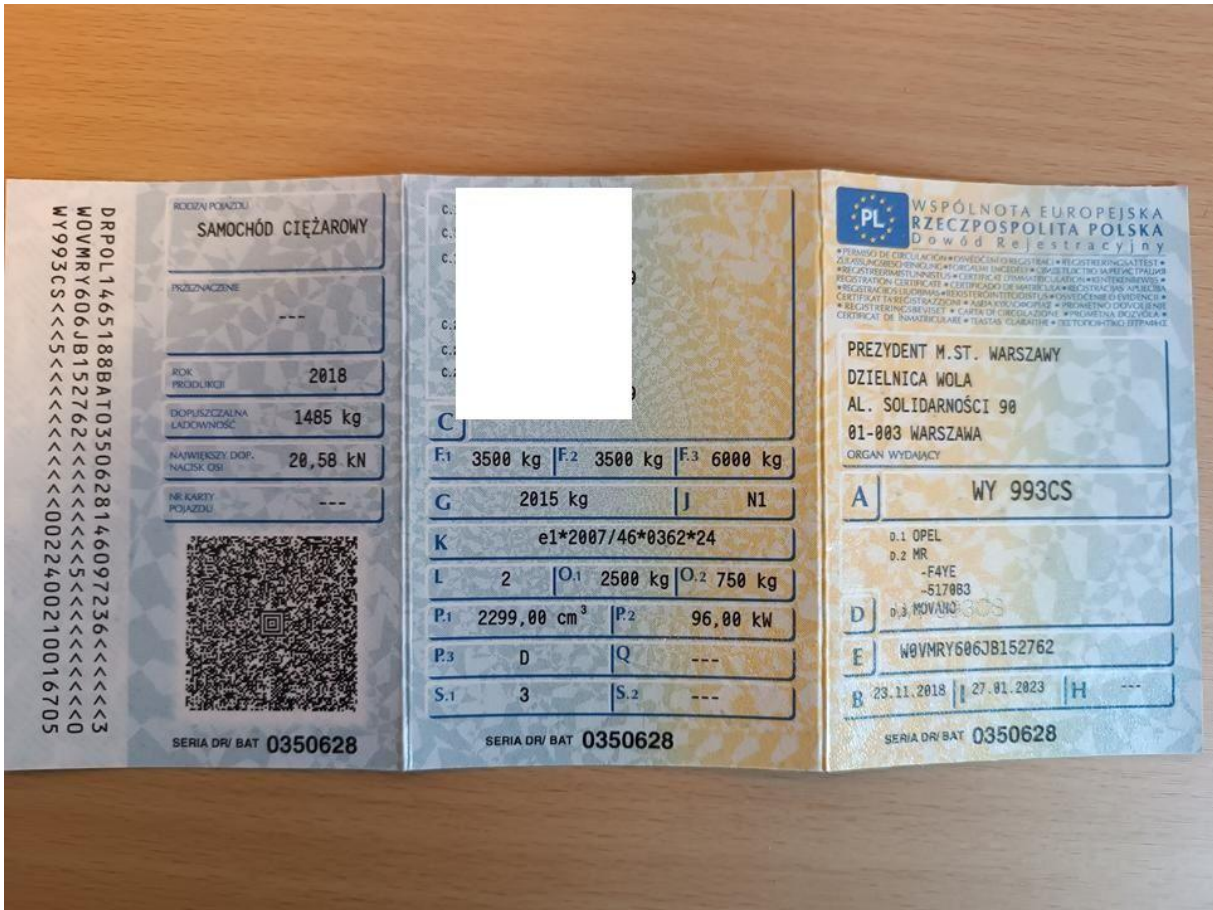 DRPOL1465188BAT0350628146097236<<<<<3
W0VMRY606JB152762<<<<<<<5<<<<<<<<0
WY993CS<<<5<<<<<<<<<0022400210016705
RODZAJ POJAZDU
SAMOCHÓD CIĘŻAROWY
PRZEZNACZENIE
---
ROK PRODUKCJI 2018
DOPUSZCZALNA ŁADOWNOŚĆ 1485 kg
NAJWIĘKSZY DOP. NACISK OSI 20,58 kN
NR KARTY POJAZDU ---
SERIA DR/ BAT 0350628
C
F.1 3500 kg F.2 3500 kg F.3 6000 kg
G 2015 kg J N1
K e1*2007/46*0362*24
L 2 O.1 2500 kg O.2 750 kg
P.1 2299,00 cm³ P.2 96,00 kW
P.3 D Q ---
S.1 3 S.2 ---
SERIA DR/ BAT 0350628
PL
WSPÓLNOTA EUROPEJSKA
RZECZPOSPOLITA POLSKA
Dowód Rejestracyjny
PREZYDENT M.ST. WARSZAWY
DZIELNICA WOLA
AL. SOLIDARNOŚCI 90
01-003 WARSZAWA
ORGAN WYDAJĄCY
A WY 993CS
D.1 OPEL
D.2 MR
-F4YE
-5170B3
D D.3 MOVANO
E W0VMRY606JB152762
B 23.11.2018 I 27.01.2023 H ---
SERIA DR/ BAT 0350628